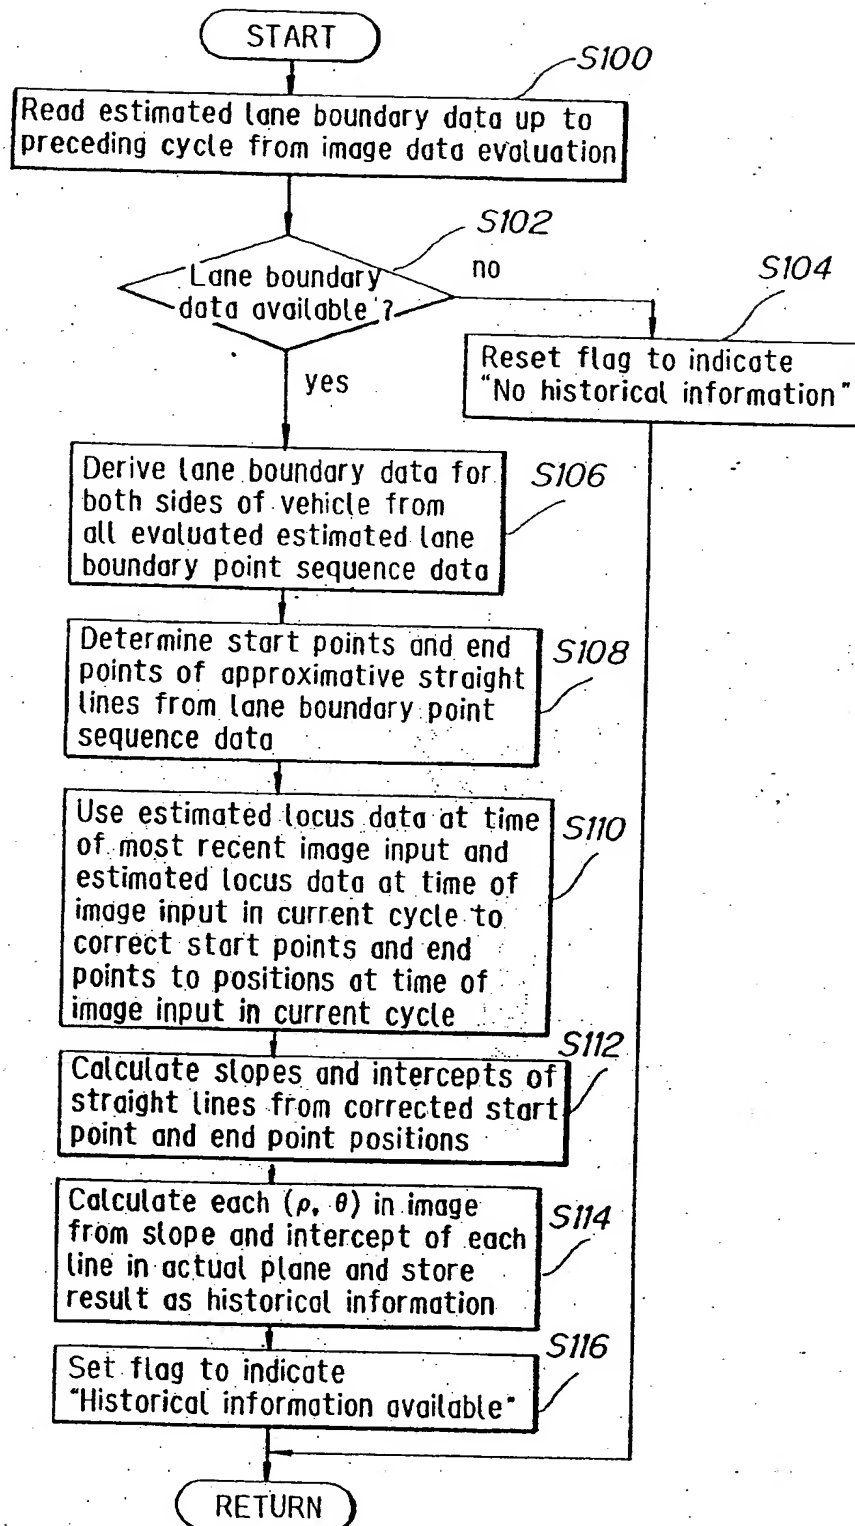 START
S100
Read estimated lane boundary data up to
preceding cycle from image data evaluation
S102
Lane boundary
data available ?
no
yes
S104
Reset flag to indicate
"No historical information"
S106
Derive lane boundary data for
both sides of vehicle from
all evaluated estimated lane
boundary point sequence data
S108
Determine start points and end
points of approximative straight
lines from lane boundary point
sequence data
S110
Use estimated locus data at time
of most recent image input and
estimated locus data at time of
image input in current cycle to
correct start points and end
points to positions at time of
image input in current cycle
S112
Calculate slopes and intercepts of
straight lines from corrected start
point and end point positions
S114
Calculate each (ρ, θ) in image
from slope and intercept of each
line in actual plane and store
result as historical information
S116
Set flag to indicate
"Historical information available"
RETURN